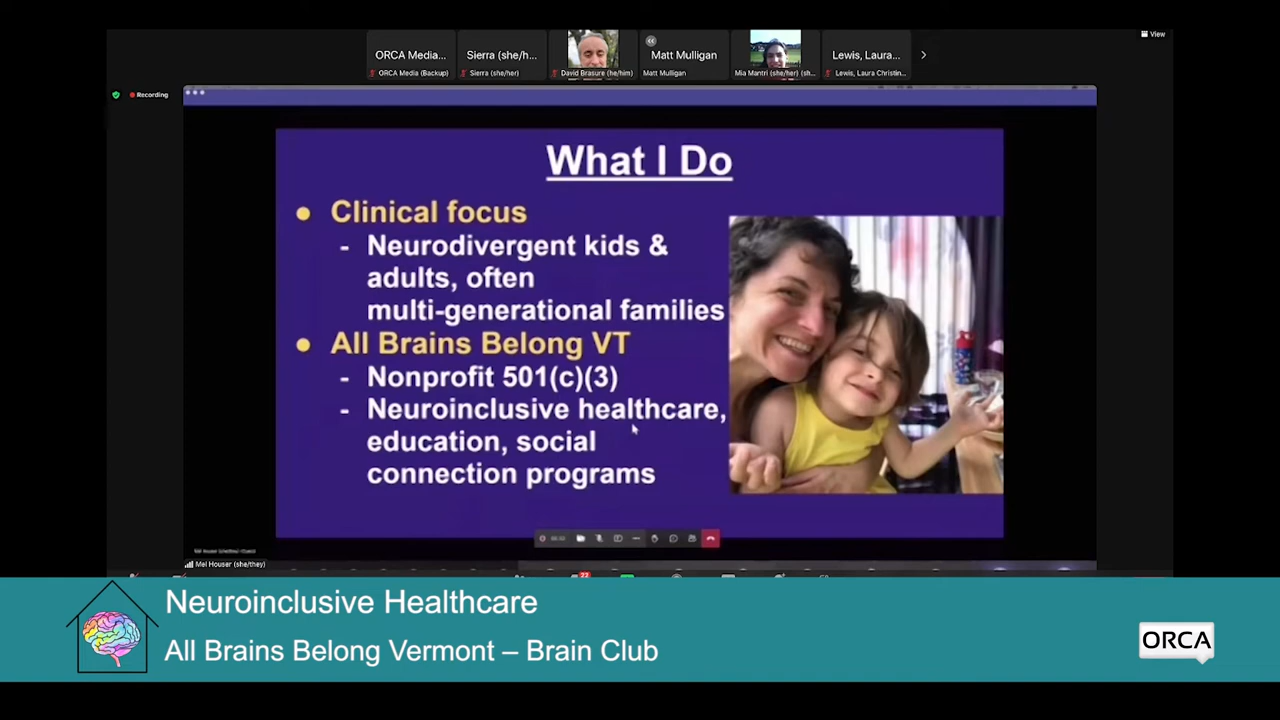 View
ORCA Media...
Sierra (she/h...
Matt Mulligan
Lewis, Laura...
ORCA Media (Backup)
Sierra (she/her)
David Brasure (he/him)
Matt Mulligan
Mia Mantri (she/her) (sh...
Lewis, Laura Christin...
Recording
What I Do
● Clinical focus
- Neurodivergent kids &
adults, often
multi-generational families
● All Brains Belong VT
- Nonprofit 501(c)(3)
- Neuroinclusive healthcare,
education, social
connection programs
Mel Houser (she/they)
22
Neuroinclusive Healthcare
All Brains Belong Vermont – Brain Club
ORCA